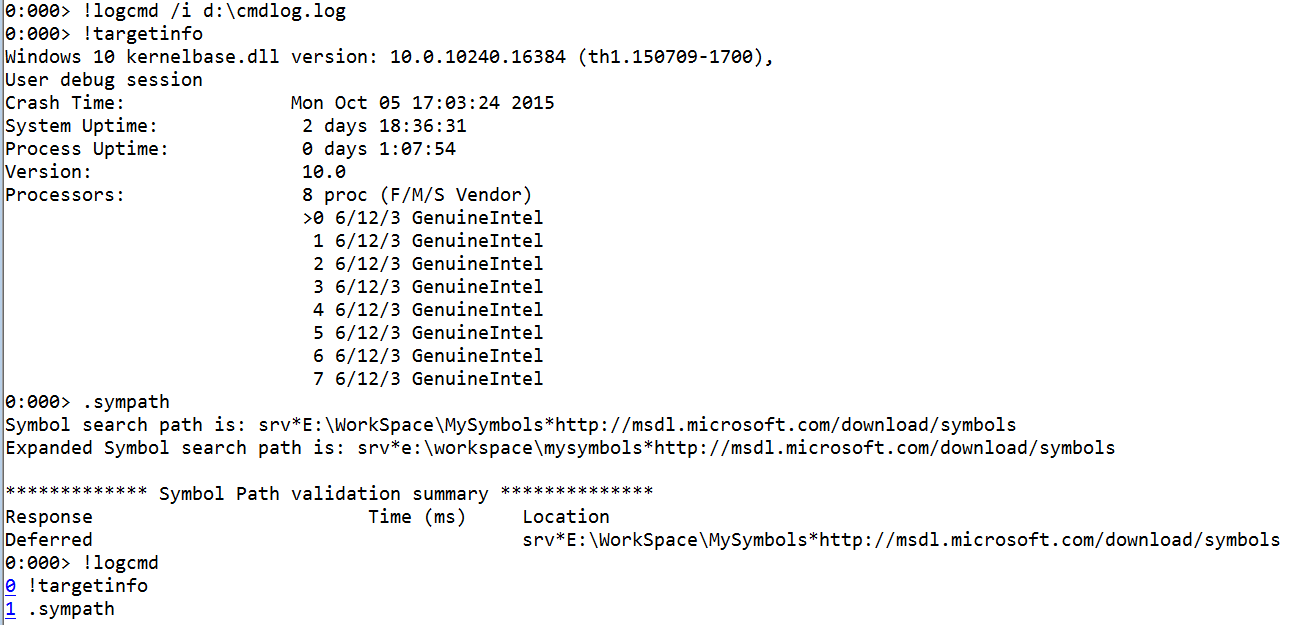 0:000> !logcmd /i d:\cmdlog.log
0:000> !targetinfo
Windows 10 kernelbase.dll version: 10.0.10240.16384 (th1.150709-1700),
User debug session
Crash Time:               Mon Oct 05 17:03:24 2015
System Uptime:             2 days 18:36:31
Process Uptime:            0 days 1:07:54
Version:                   10.0
Processors:                8 proc (F/M/S Vendor)
                           >0 6/12/3 GenuineIntel
                            1 6/12/3 GenuineIntel
                            2 6/12/3 GenuineIntel
                            3 6/12/3 GenuineIntel
                            4 6/12/3 GenuineIntel
                            5 6/12/3 GenuineIntel
                            6 6/12/3 GenuineIntel
                            7 6/12/3 GenuineIntel
0:000> .sympath
Symbol search path is: srv*E:\WorkSpace\MySymbols*http://msdl.microsoft.com/download/symbols
Expanded Symbol search path is: srv*e:\workspace\mysymbols*http://msdl.microsoft.com/download/symbols
************* Symbol Path validation summary **************
Response                         Time (ms)     Location
Deferred                                       srv*E:\WorkSpace\MySymbols*http://msdl.microsoft.com/download/symbols
0:000> !logcmd
0 !targetinfo
1 .sympath